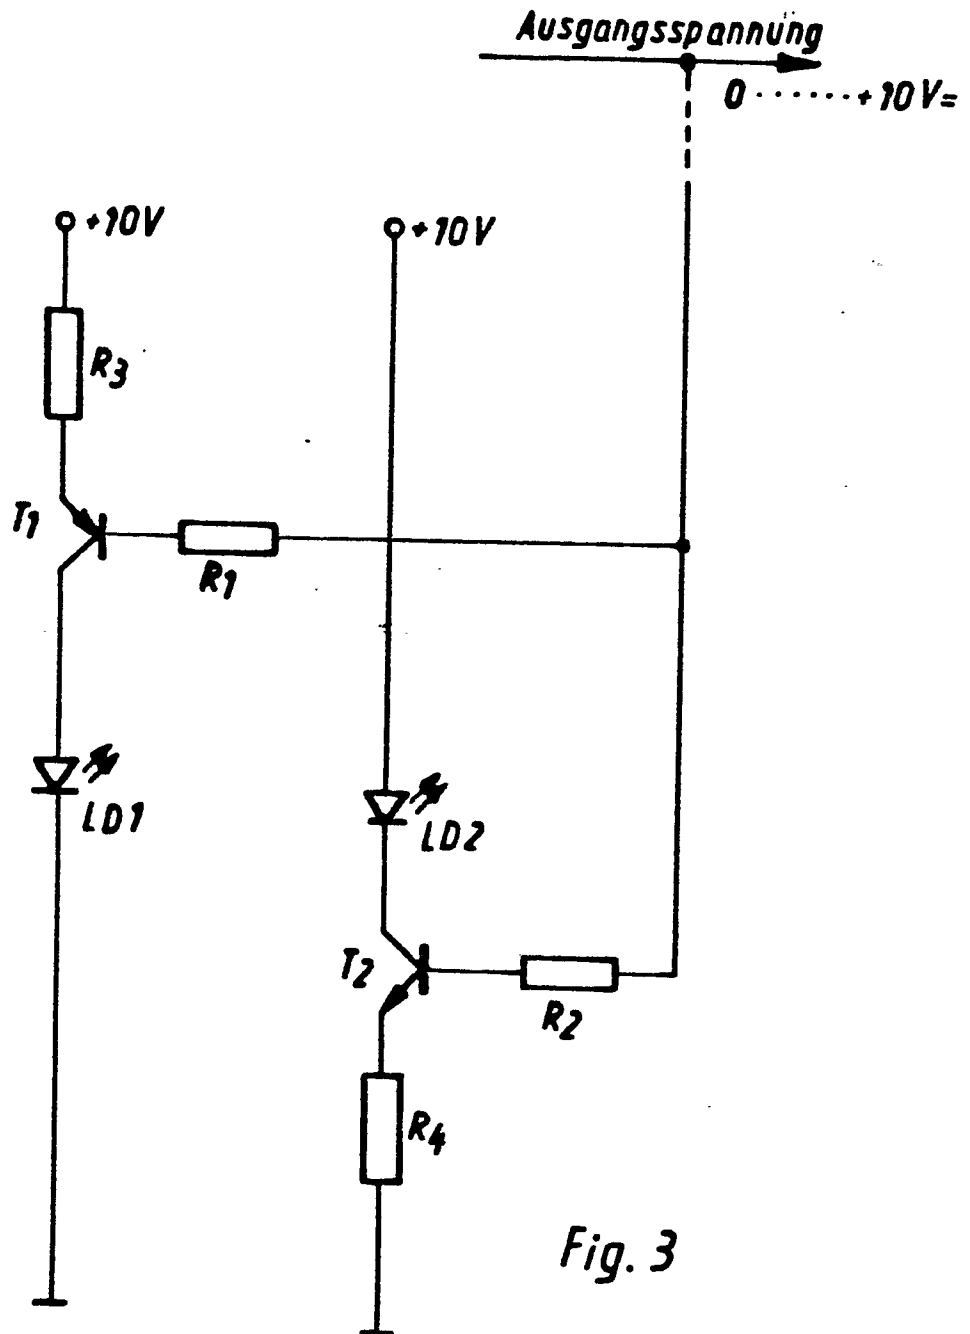 Ausgangsspannung
0 ······ +10V=
+10V
+10V
R3
T1
R1
LD1
LD2
T2
R2
R4
Fig. 3